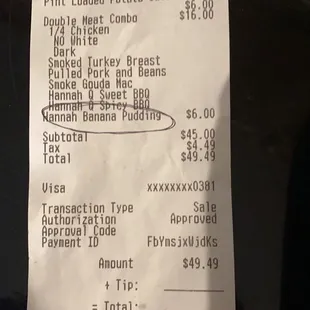 Pint Loaded Potato
$6.00
Double Meat Combo $16.00
1/4 Chicken
No White
Dark
Smoked Turkey Breast
Pulled Pork and Beans
Smoke Gouda Mac
Hannah Q Sweet BBQ
Hannah Q Spicy BBQ
Hannah Banana Pudding $6.00
Subtotal $45.00
Tax $4.49
Total $49.49
Visa xxxxxxxx0381
Transaction Type Sale
Authorization Approved
Approval Code
Payment ID FbYmsjxWjdKs
Amount $49.49
+ Tip:
= Total: